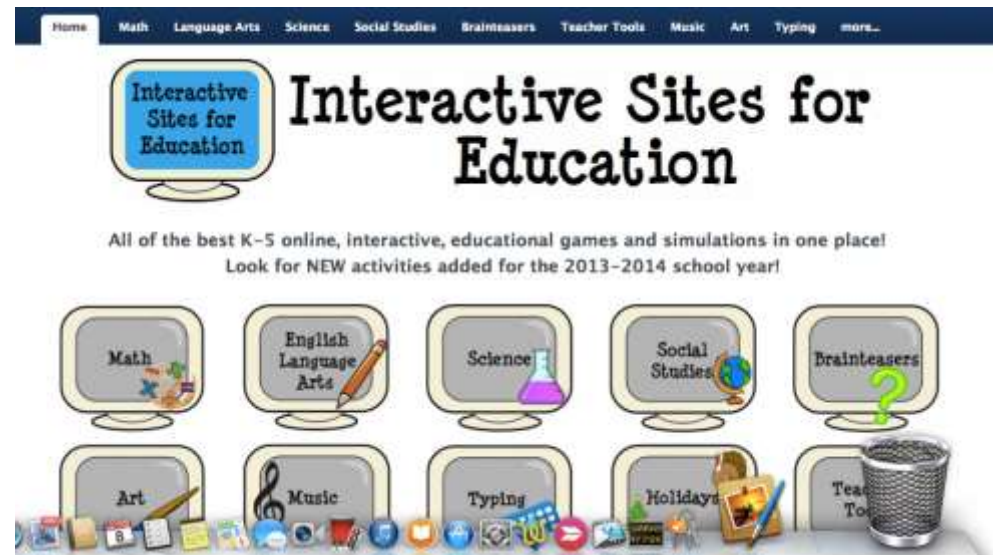 Home Math Language Arts Science Social Studies Brainteasers Teacher Tools Music Art Typing more...
Interactive
Sites for
Education
Interactive Sites for
Education
All of the best K-5 online, interactive, educational games and simulations in one place!
Look for NEW activities added for the 2013-2014 school year!
Math
English
Language
Arts
Science
Social
Studies
Brainteasers
Art
Music
Typing
Holidays
8